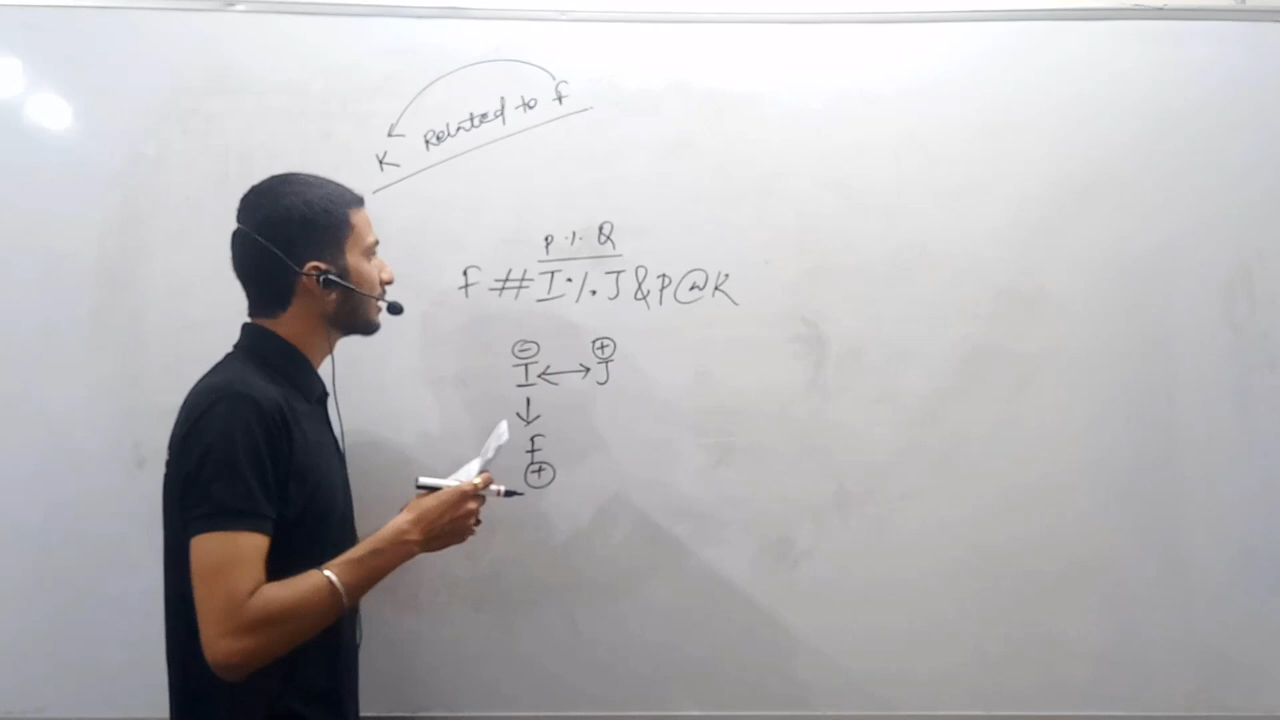 K Related to F
P % Q
F # I % J & P @ K
- +
I ↔ J
↓
F
+